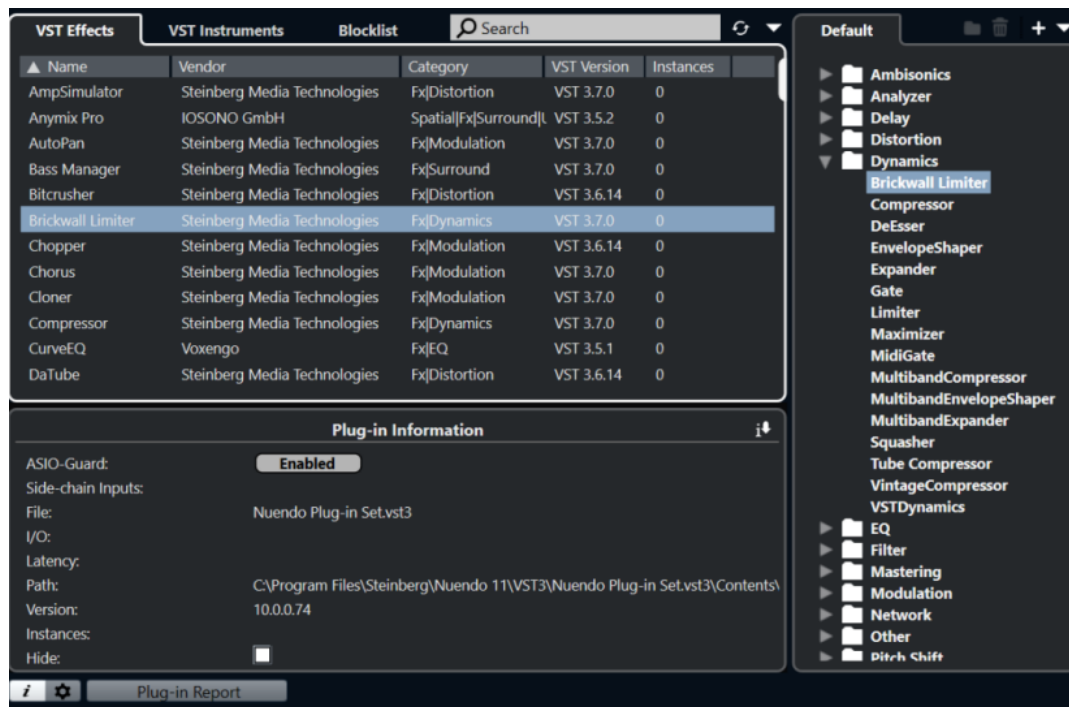 VST Effects VST Instruments Blocklist Search
Name Vendor Category VST Version Instances
AmpSimulator Steinberg Media Technologies Fx|Distortion VST 3.7.0 0
Anymix Pro IOSONO GmbH Spatial|Fx|Surround| VST 3.5.2 0
AutoPan Steinberg Media Technologies Fx|Modulation VST 3.7.0 0
Bass Manager Steinberg Media Technologies Fx|Surround VST 3.7.0 0
Bitcrusher Steinberg Media Technologies Fx|Distortion VST 3.6.14 0
Brickwall Limiter Steinberg Media Technologies Fx|Dynamics VST 3.7.0 0
Chopper Steinberg Media Technologies Fx|Modulation VST 3.6.14 0
Chorus Steinberg Media Technologies Fx|Modulation VST 3.7.0 0
Cloner Steinberg Media Technologies Fx|Modulation VST 3.7.0 0
Compressor Steinberg Media Technologies Fx|Dynamics VST 3.7.0 0
CurveEQ Voxengo Fx|EQ VST 3.5.1 0
DaTube Steinberg Media Technologies Fx|Distortion VST 3.6.14 0
Plug-in Information
ASIO-Guard: Enabled
Side-chain Inputs:
File: Nuendo Plug-in Set.vst3
I/O:
Latency:
Path: C:\Program Files\Steinberg\Nuendo 11\VST3\Nuendo Plug-in Set.vst3\Contents\
Version: 10.0.0.74
Instances:
Hide:
i Plug-in Report
Default
Ambisonics
Analyzer
Delay
Distortion
Dynamics
Brickwall Limiter
Compressor
DeEsser
EnvelopeShaper
Expander
Gate
Limiter
Maximizer
MidiGate
MultibandCompressor
MultibandEnvelopeShaper
MultibandExpander
Squasher
Tube Compressor
VintageCompressor
VSTDynamics
EQ
Filter
Mastering
Modulation
Network
Other
Pitch Shift